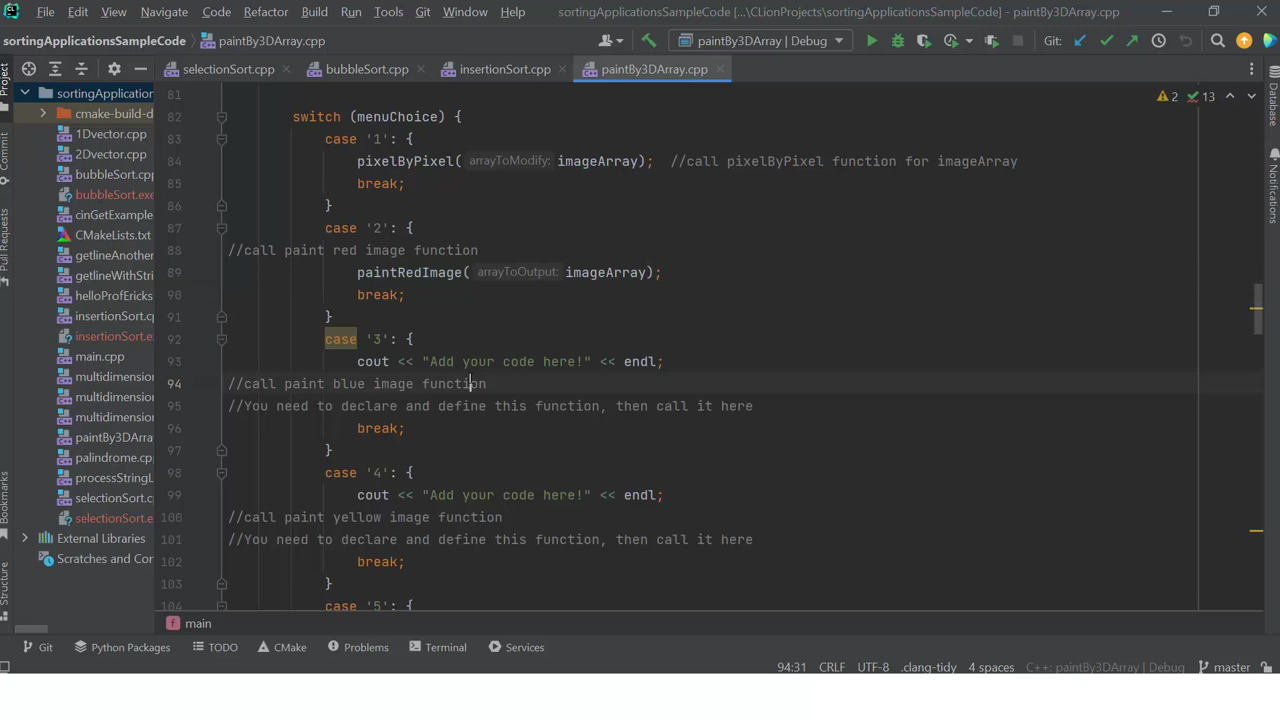 File Edit View Navigate Code Refactor Build Run Tools Git Window Help sortingApplicationsSampleCode [...\CLionProjects\sortingApplicationsSampleCode] - paintBy3DArray.cpp
sortingApplicationsSampleCode paintBy3DArray.cpp paintBy3DArray | Debug Git:
selectionSort.cpp bubbleSort.cpp insertionSort.cpp paintBy3DArray.cpp
Project
Commit
Pull Requests
Bookmarks
Structure
Database
Notifications
sortingApplication
cmake-build-d
1Dvector.cpp
2Dvector.cpp
bubbleSort.cp
bubbleSort.exe
cinGetExample
CMakeLists.txt
getlineAnother
getlineWithStri
helloProfEricks
insertionSort.c
insertionSort.e
main.cpp
multidimension
multidimension
multidimension
paintBy3DArra
palindrome.cp
processStringL
selectionSort.cp
selectionSort.e
External Libraries
Scratches and Con
2 13
81
82 switch (menuChoice) {
83 case '1': {
84 pixelByPixel( arrayToModify: imageArray); //call pixelByPixel function for imageArray
85 break;
86 }
87 case '2': {
88 //call paint red image function
89 paintRedImage( arrayToOutput: imageArray);
90 break;
91 }
92 case '3': {
93 cout << "Add your code here!" << endl;
94 //call paint blue image function
95 //You need to declare and define this function, then call it here
96 break;
97 }
98 case '4': {
99 cout << "Add your code here!" << endl;
100 //call paint yellow image function
101 //You need to declare and define this function, then call it here
102 break;
103 }
104 case '5': {
main
Git Python Packages TODO CMake Terminal Services
94:31 CRLF UTF-8 .clang-tidy 4 spaces C++: paintBy3DArray | Debug master